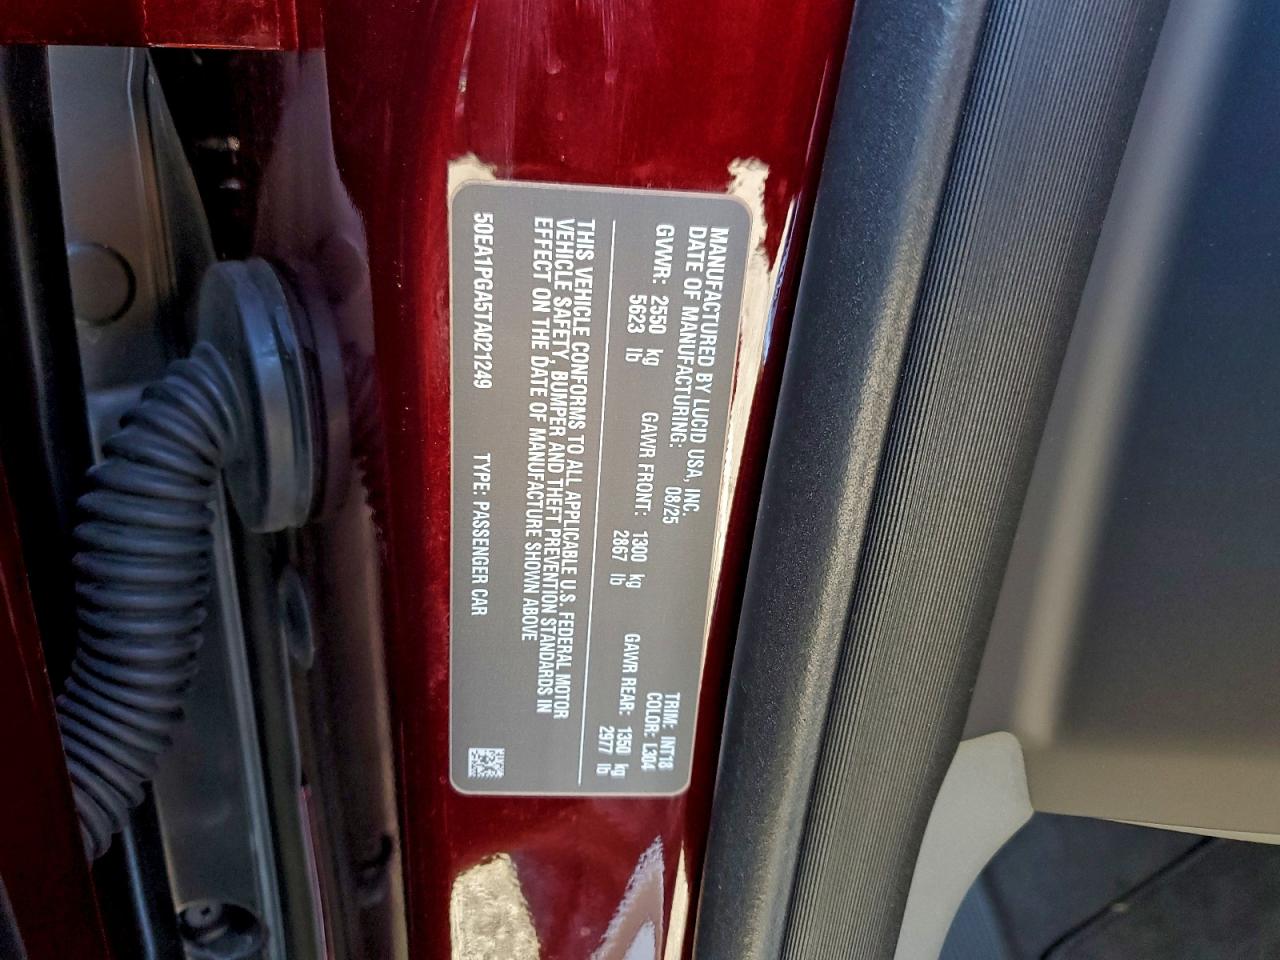 MANUFACTURED BY LUCID USA, INC.
DATE OF MANUFACTURING: 08/25 TRIM: INT18
COLOR: L304
GVWR: 2550 kg GAWR FRONT: 1300 kg GAWR REAR: 1350 kg
5623 lb 2867 lb 2977 lb
THIS VEHICLE CONFORMS TO ALL APPLICABLE U.S. FEDERAL MOTOR
VEHICLE SAFETY, BUMPER AND THEFT PREVENTION STANDARDS IN
EFFECT ON THE DATE OF MANUFACTURE SHOWN ABOVE
50EA1PGA5TA021249 TYPE: PASSENGER CAR